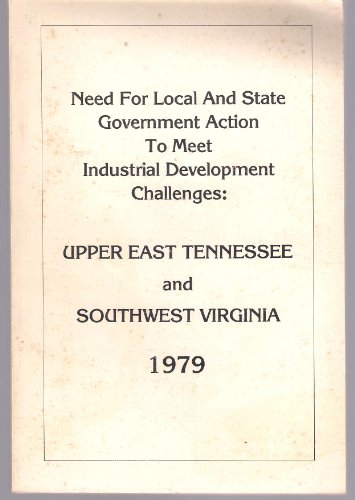 Need For Local And State
Government Action
To Meet
Industrial Development
Challenges:
UPPER EAST TENNESSEE
and
SOUTHWEST VIRGINIA
1979